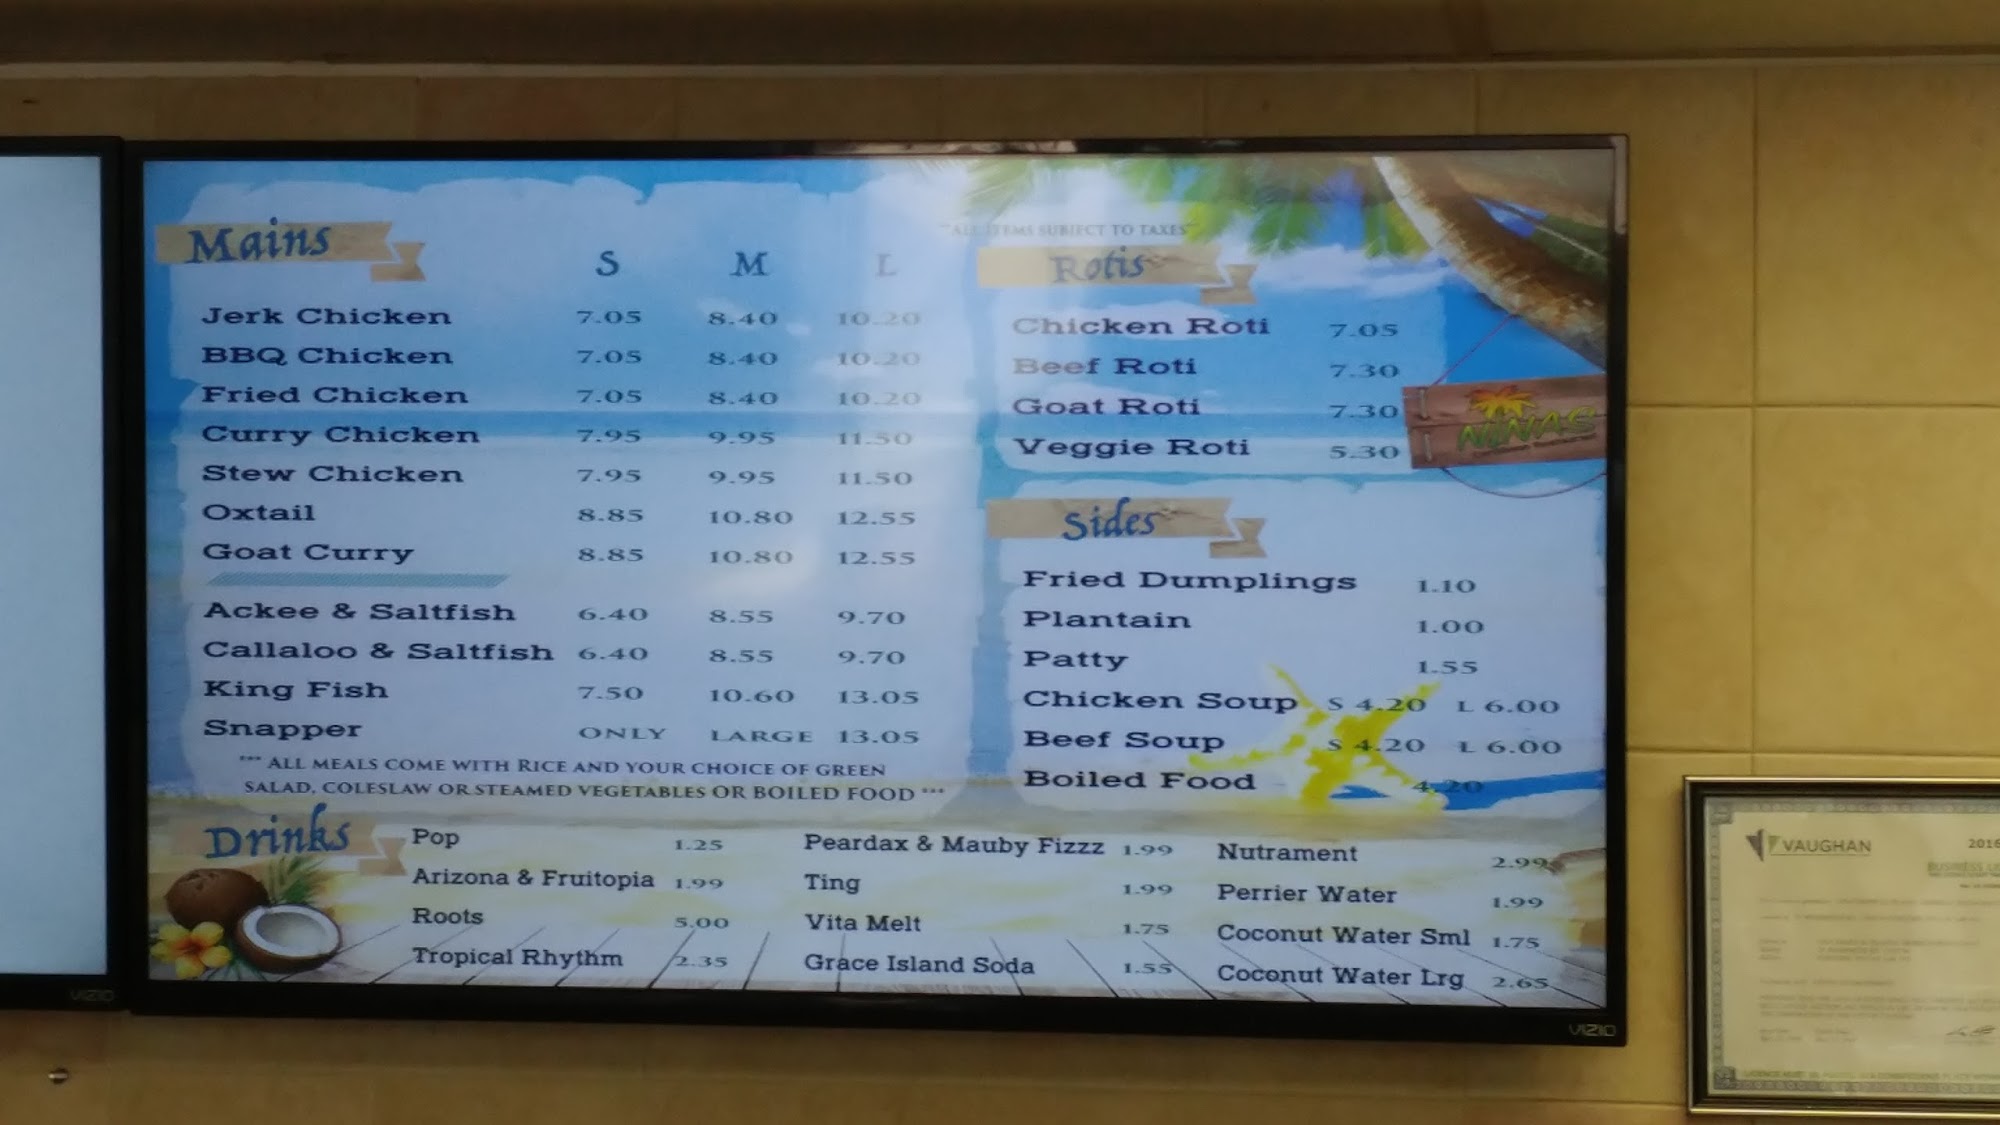 Mains
S M L
Jerk Chicken 7.05 8.40 10.20
BBQ Chicken 7.05 8.40 10.20
Fried Chicken 7.05 8.40 10.20
Curry Chicken 7.95 9.95 11.50
Stew Chicken 7.95 9.95 11.50
Oxtail 8.85 10.80 12.55
Goat Curry 8.85 10.80 12.55
Ackee & Saltfish 6.40 8.55 9.70
Callaloo & Saltfish 6.40 8.55 9.70
King Fish 7.50 10.60 13.05
Snapper ONLY LARGE 13.05
*** ALL MEALS COME WITH RICE AND YOUR CHOICE OF GREEN
SALAD, COLESLAW OR STEAMED VEGETABLES OR BOILED FOOD ***
**ALL ITEMS SUBJECT TO TAXES**
Rotis
Chicken Roti 7.05
Beef Roti 7.30
Goat Roti 7.30
Veggie Roti 5.30
NINAS
Sides
Fried Dumplings 1.10
Plantain 1.00
Patty 1.55
Chicken Soup S 4.20 L 6.00
Beef Soup S 4.20 L 6.00
Boiled Food 4.20
Drinks
Pop 1.25
Arizona & Fruitopia 1.99
Roots 5.00
Tropical Rhythm 2.35
Peardax & Mauby Fizzz 1.99
Ting 1.99
Vita Melt 1.75
Grace Island Soda 1.55
Nutrament 2.99
Perrier Water 1.99
Coconut Water Sml 1.75
Coconut Water Lrg 2.65
VIZIO
VIZIO
VAUGHAN
2016